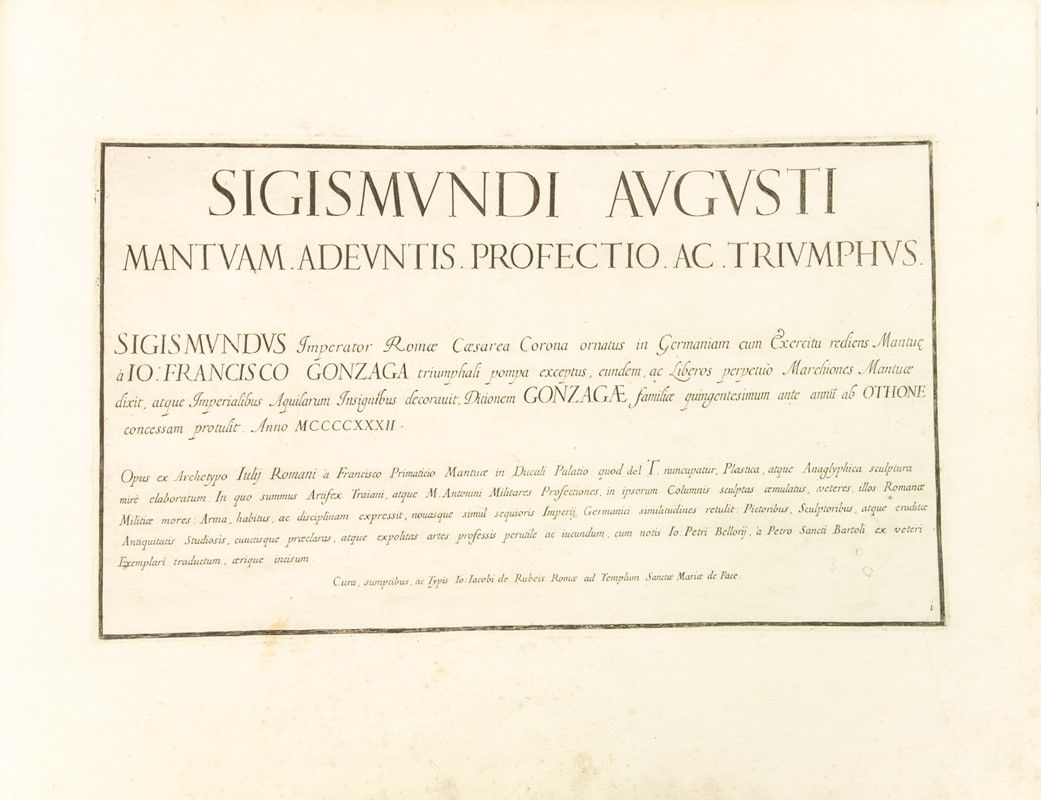 SIGISMVNDI AVGVSTI
MANTVAM . ADEVNTIS . PROFECTIO . AC . TRIVMPHVS .
SIGISMVNDVS Imperator Romæ Cæsarea Corona ornatus in Germaniam cum Exercitu rediens Mantuę
à IO: FRANCISCO GONZAGA triumphali pompa exceptus, eundem, ac Liberos perpetuò Marchiones Mantuæ
dixit, atque Imperialibus Aquilarum Insignibus decorauit, Ditionem GONZAGÆ familiæ quingentesimum ante annū ab OTHONE
concessam protulit. Anno MCCCCXXXII .
Opus ex Archetypo Iulij Romani a Francisco Primaticio Mantuæ in Ducali Palatio quod del T. nuncupatur, Plastica, atque Anaglyphica sculptura
mirè elaboratum In quo summus Artifex Traiani, atque M. Antonini Militares Profectiones, in ipsorum Columnis sculptas æmulatus, veteres illos Romanæ
Militiæ mores: Arma, habitus, ac disciplinam expressit, nouasque simul sequioris Imperij Germanici similitudines retulit: Pictoribus, Sculptoribus, atque eruditæ
Antiquitatis Studiosis, cunctisque præclaras, atque expolitas artes professis perutile ac iucundum, cum notis Io Petri Bellorij, à Petro Sancti Bartoli ex veteri
Exemplari traductum, ærique incisum
Cura, sumptibus, ac Typis Io: Iacobi de Rubeis Romæ ad Templum Sanctæ Mariæ de Pace.
1